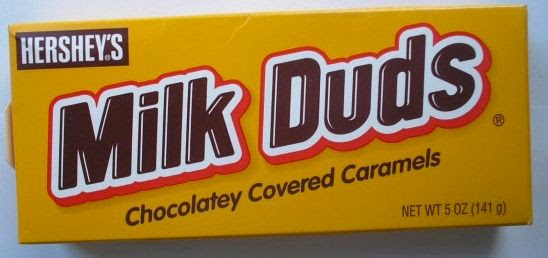 HERSHEY'S®
Milk Duds®
Chocolatey Covered Caramels
NET WT 5 OZ (141 g)